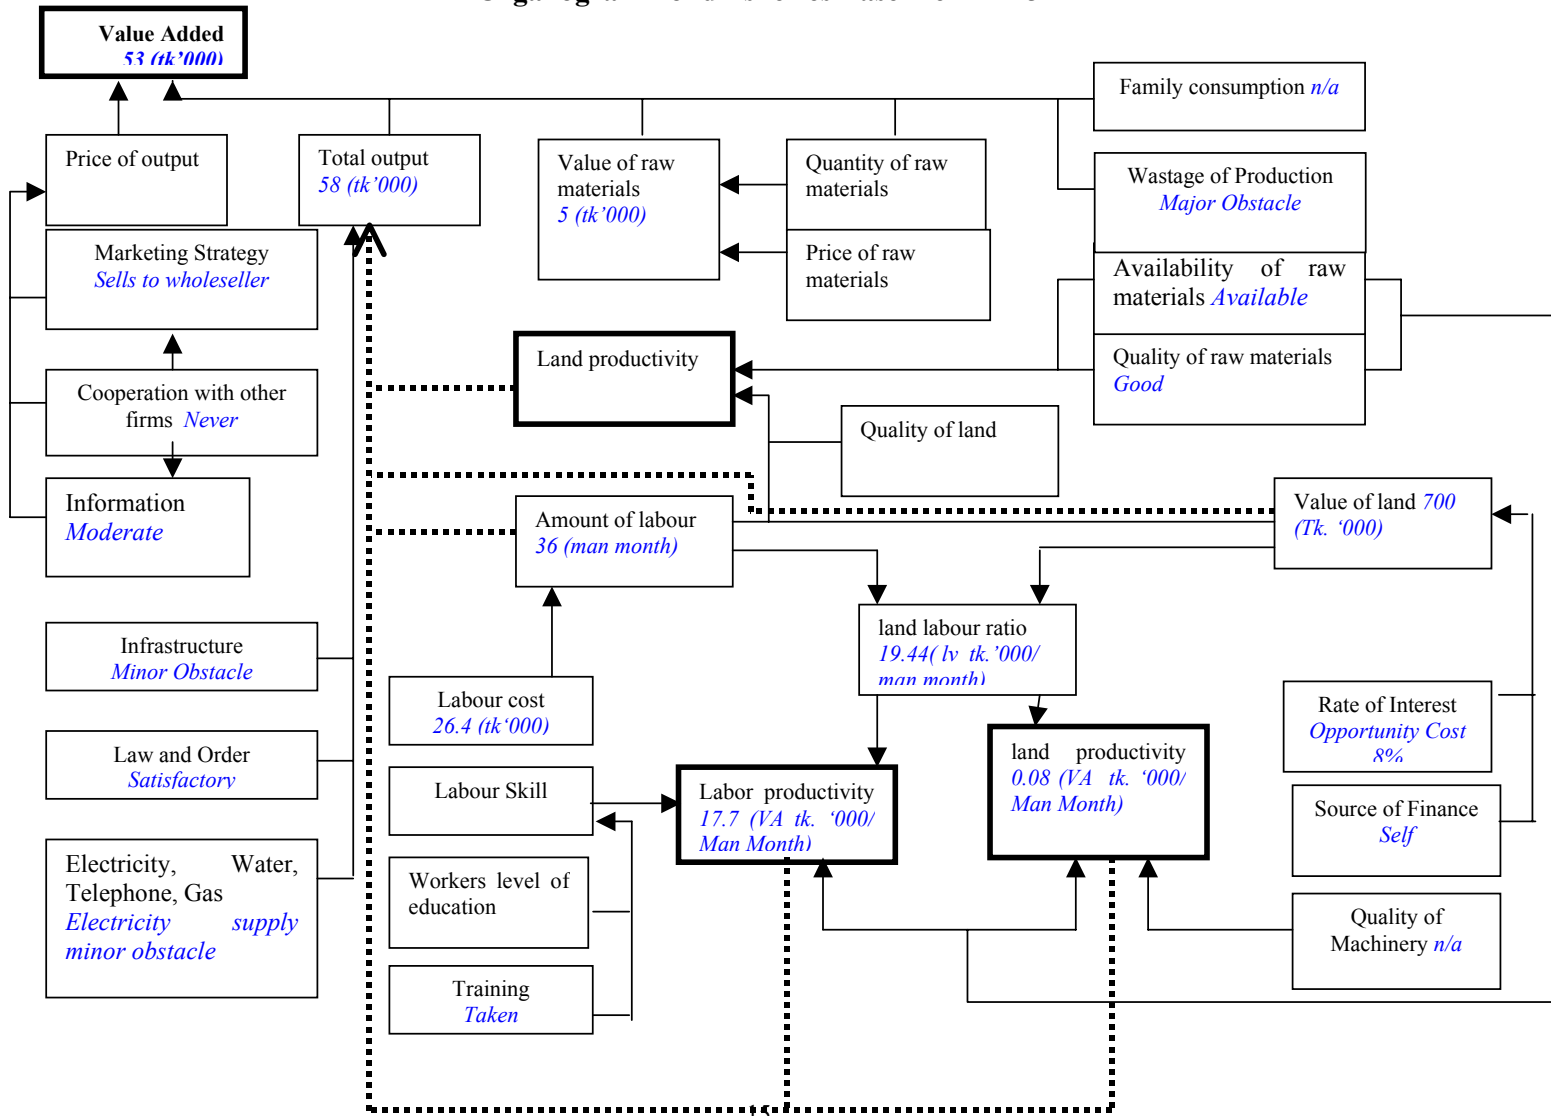 Value Added
53 (tk’000)
Family consumption n/a
Price of output
Total output
58 (tk’000)
Value of raw
materials
5 (tk’000)
Quantity of raw
materials
Wastage of Production
Major Obstacle
Marketing Strategy
Sells to wholeseller
Price of raw
materials
Availability of raw
materials Available
Land productivity
Quality of raw materials
Good
Cooperation with other
firms Never
Quality of land
Information
Moderate
Amount of labour
36 (man month)
Value of land 700
(Tk. ‘000)
land labour ratio
19.44( lv tk.’000/
man month)
Infrastructure
Minor Obstacle
Labour cost
26.4 (tk‘000)
Rate of Interest
Opportunity Cost
8%
Law and Order
Satisfactory
Labour Skill
Labor productivity
17.7 (VA tk. ‘000/
Man Month)
land productivity
0.08 (VA tk. ‘000/
Man Month)
Source of Finance
Self
Electricity, Water,
Telephone, Gas
Electricity supply
minor obstacle
Workers level of
education
Quality of
Machinery n/a
Training
Taken